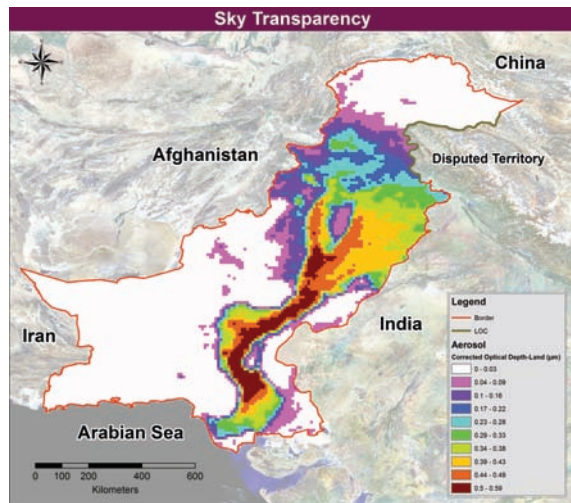 Sky Transparency
China
Afghanistan
Disputed Territory
Iran
India
Arabian Sea
0 100 200 400 600
Kilometers
Legend
Border
LOC
Aerosol
Corrected Optical Depth-Land (µm)
0 - 0.03
0.04 - 0.09
0.1 - 0.16
0.17 - 0.22
0.23 - 0.28
0.29 - 0.33
0.34 - 0.38
0.39 - 0.43
0.44 - 0.49
0.5 - 0.59